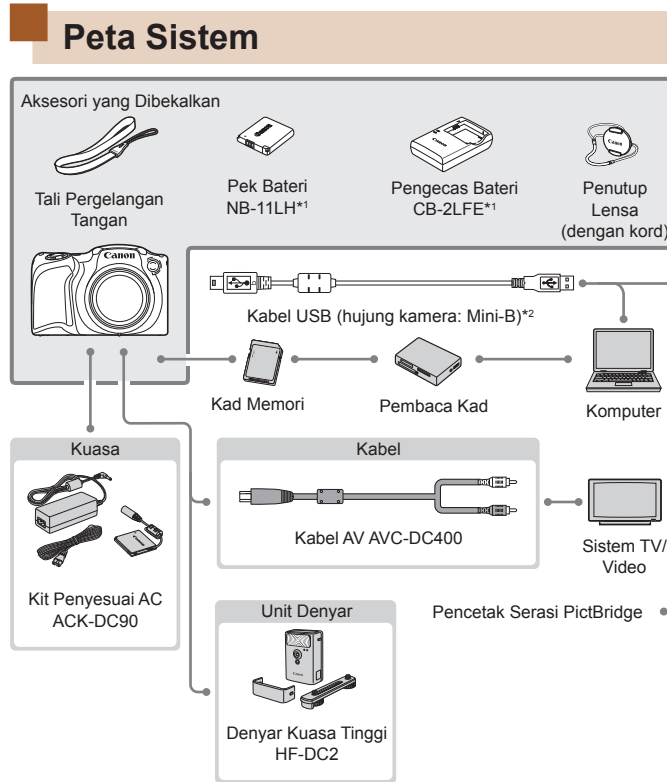 Peta Sistem
Aksesori yang Dibekalkan
Tali Pergelangan
Tangan
Pek Bateri
NB-11LH*1
Pengecas Bateri
CB-2LFE*1
Penutup
Lensa
(dengan kord)
Canon
Kabel USB (hujung kamera: Mini-B)*2
Kad Memori
Pembaca Kad
Komputer
Kuasa
Kit Penyesuai AC
ACK-DC90
Kabel
Kabel AV AVC-DC400
Sistem TV/
Video
Unit Denyar
Denyar Kuasa Tinggi
HF-DC2
Pencetak Serasi PictBridge